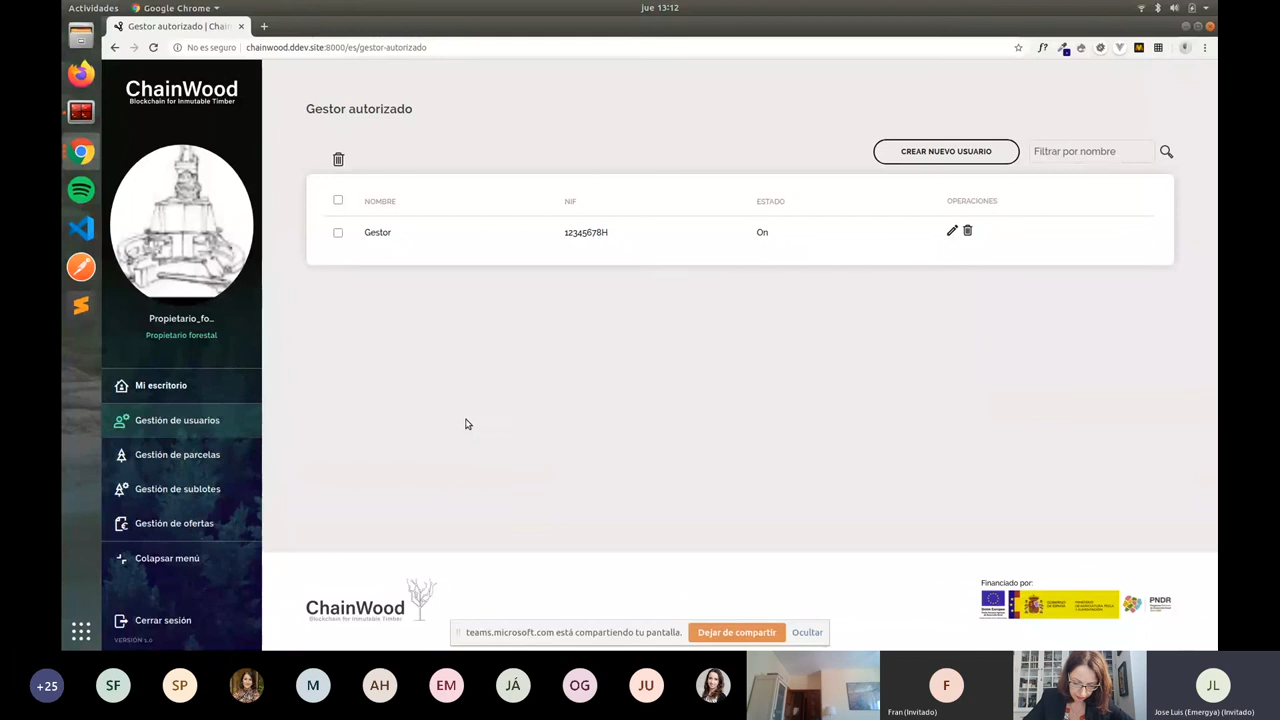 Actividades
Google Chrome
jue 13:12
Gestor autorizado | Chain
No es seguro
chainwood.ddev.site:8000/es/gestor-autorizado
f?
ChainWood
Blockchain for Inmutable Timber
Propietario_fo...
Propietario forestal
Mi escritorio
Gestión de usuarios
Gestión de parcelas
Gestión de sublotes
Gestión de ofertas
Colapsar menú
Cerrar sesión
VERSIÓN 1.0
Gestor autorizado
CREAR NUEVO USUARIO
Filtrar por nombre
NOMBRE NIF ESTADO OPERACIONES
Gestor 12345678H On
ChainWood
Blockchain for Inmutable Timber
Financiado por:
PNDR
teams.microsoft.com está compartiendo tu pantalla.
Dejar de compartir
Ocultar
+25
SF
SP
M
AH
EM
JÁ
OG
JU
F
Fran (Invitado)
JL
Jose Luis (Emergya) (Invitado)